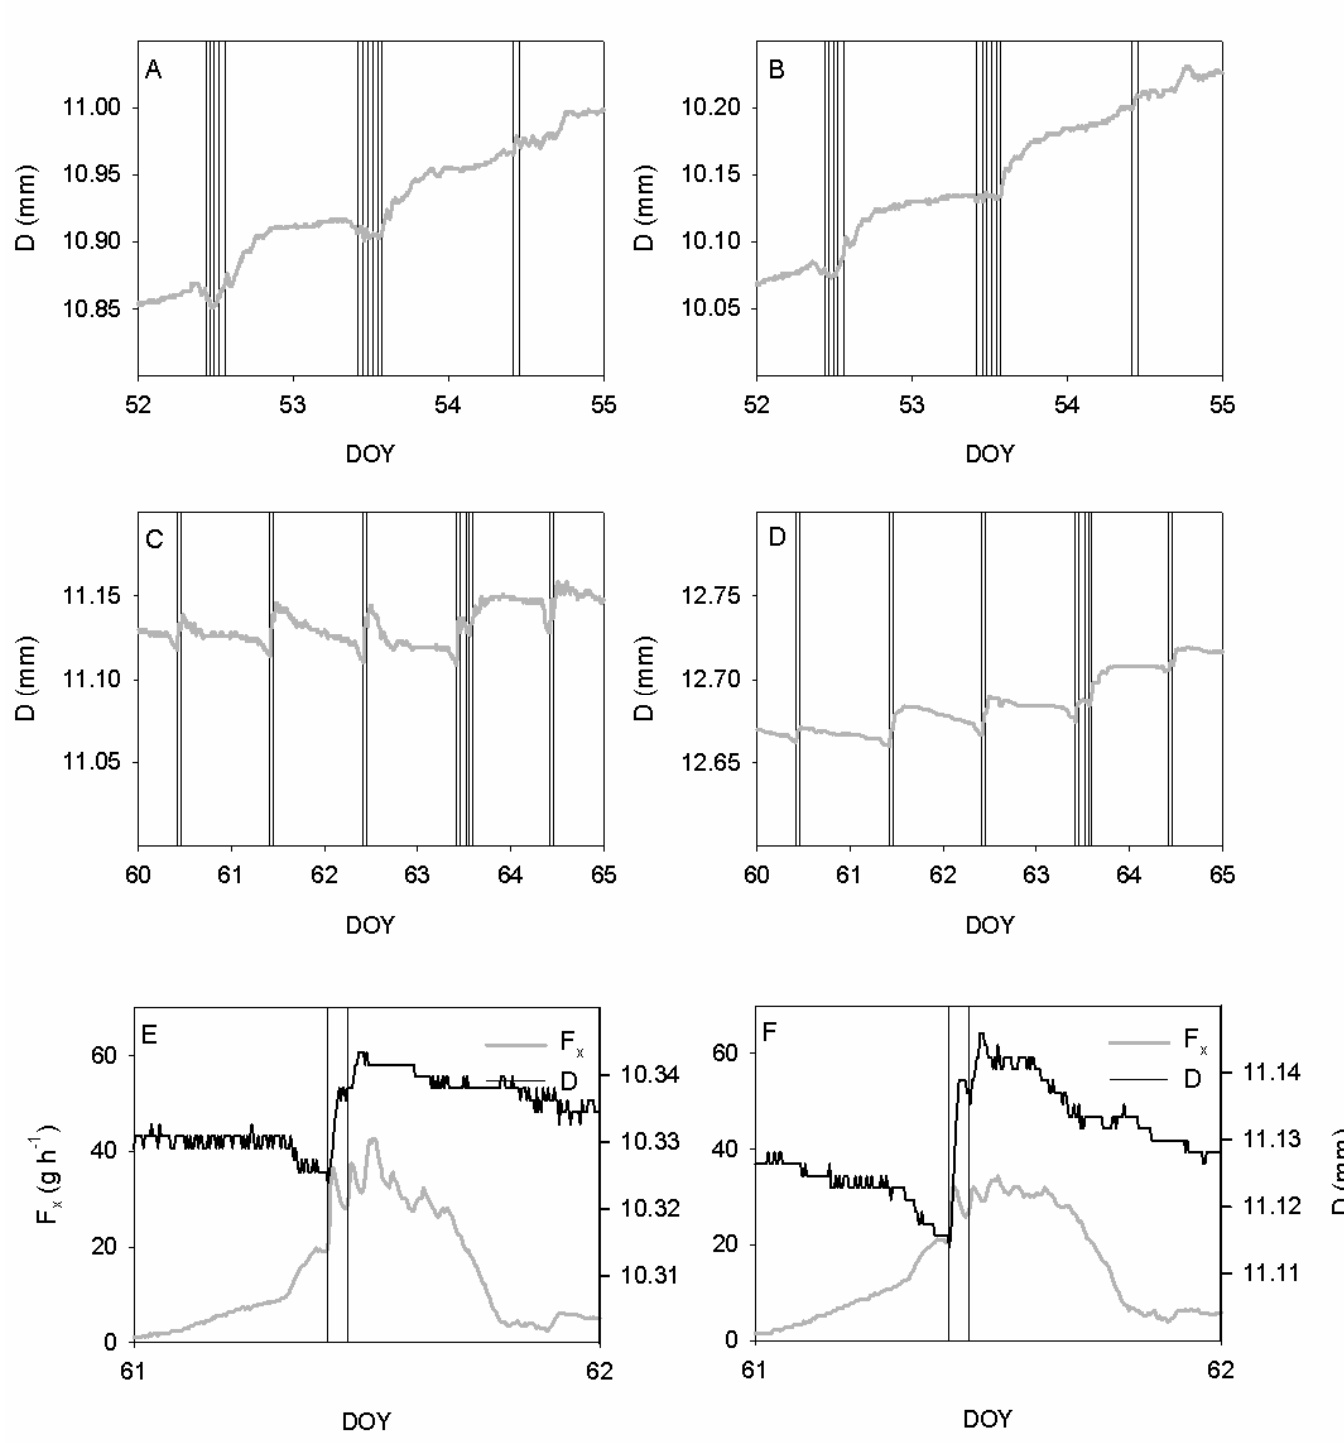 A
B
11.00
10.95
10.90
10.85
D (mm)
52 53 54 55
DOY
10.20
10.15
10.10
10.05
D (mm)
52 53 54 55
DOY
C
D
11.15
11.10
11.05
D (mm)
60 61 62 63 64 65
DOY
12.75
12.70
12.65
D (mm)
60 61 62 63 64 65
DOY
E
Fx
D
60
40
20
0
Fx (g h-1)
10.34
10.33
10.32
10.31
61 62
DOY
F
Fx
D
60
40
20
0
11.14
11.13
11.12
11.11
D (mm)
61 62
DOY